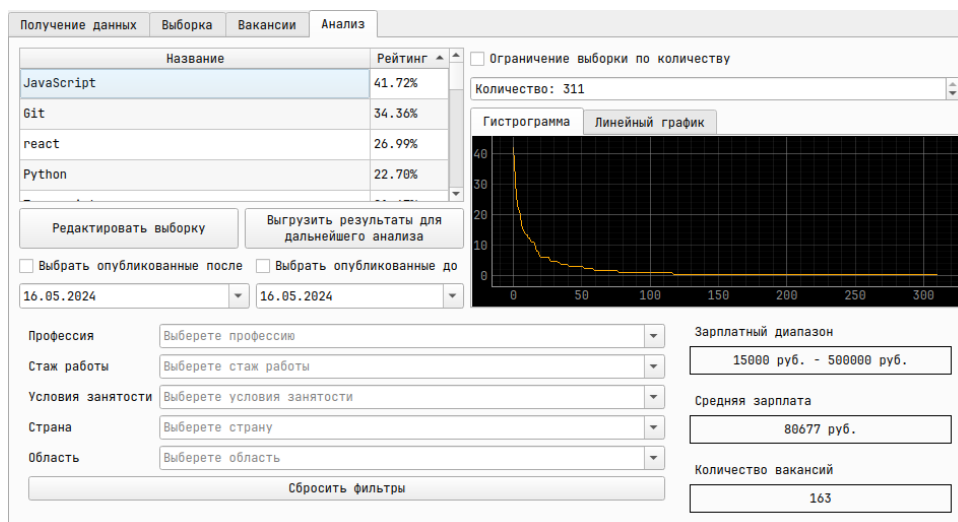 Получение данных
Выборка
Вакансии
Анализ
Название
Рейтинг
JavaScript
41.72%
Git
34.36%
react
26.99%
Python
22.70%
Редактировать выборку
Выгрузить результаты для
дальнейшего анализа
Выбрать опубликованные после
Выбрать опубликованные до
16.05.2024
16.05.2024
Ограничение выборки по количеству
Количество: 311
Гистрограмма
Линейный график
40
30
20
10
0
0 50 100 150 200 250 300
Профессия
Выберете профессию
Стаж работы
Выберете стаж работы
Условия занятости
Выберете условия занятости
Страна
Выберете страну
Область
Выберете область
Сбросить фильтры
Зарплатный диапазон
15000 руб. - 500000 руб.
Средняя зарплата
80677 руб.
Количество вакансий
163